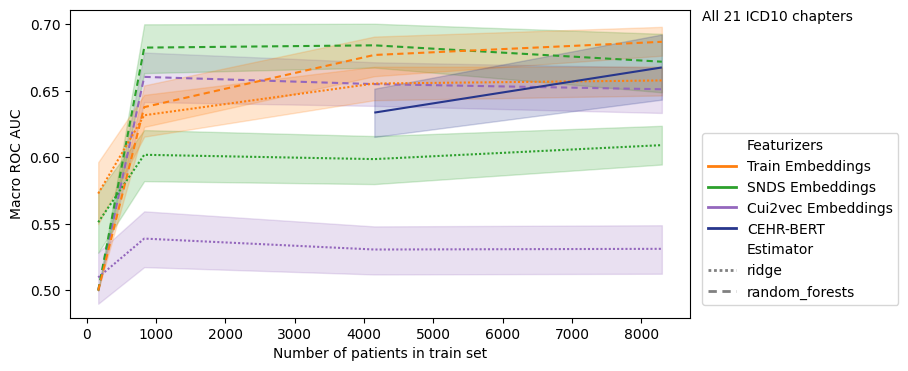 All 21 ICD10 chapters
0.70
0.65
0.60
0.55
0.50
Macro ROC AUC
0
1000
2000
3000
4000
5000
6000
7000
8000
Number of patients in train set
Featurizers
Train Embeddings
SNDS Embeddings
Cui2vec Embeddings
CEHR-BERT
Estimator
ridge
random_forests